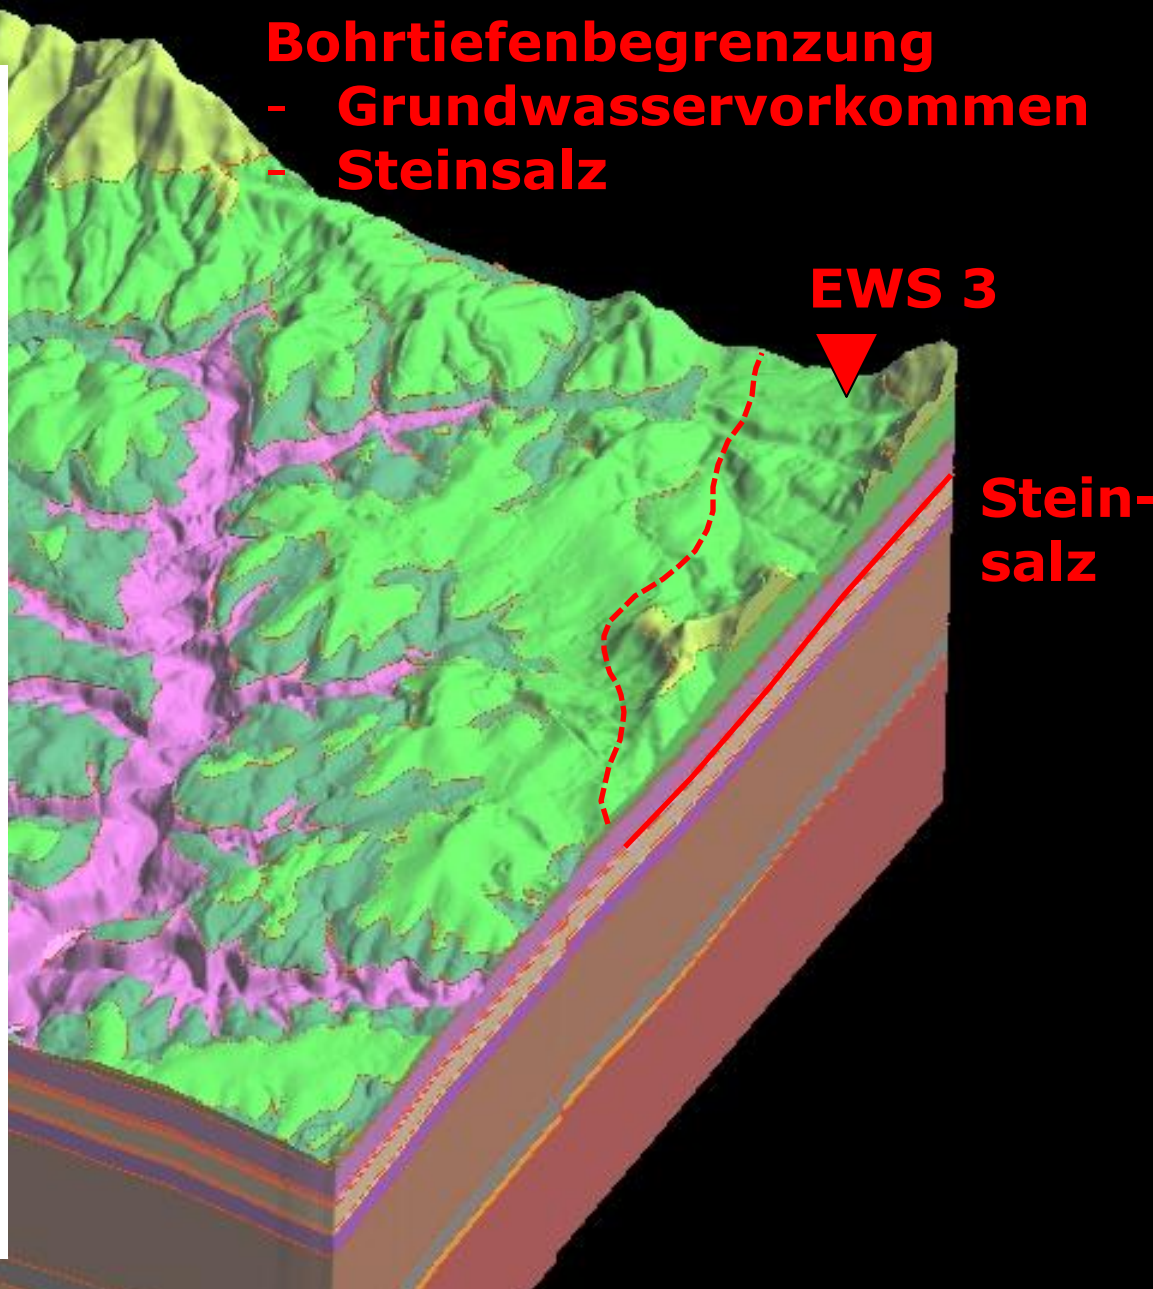 Bohrtiefenbegrenzung
- Grundwasservorkommen
- Steinsalz
EWS 3
Stein-
salz